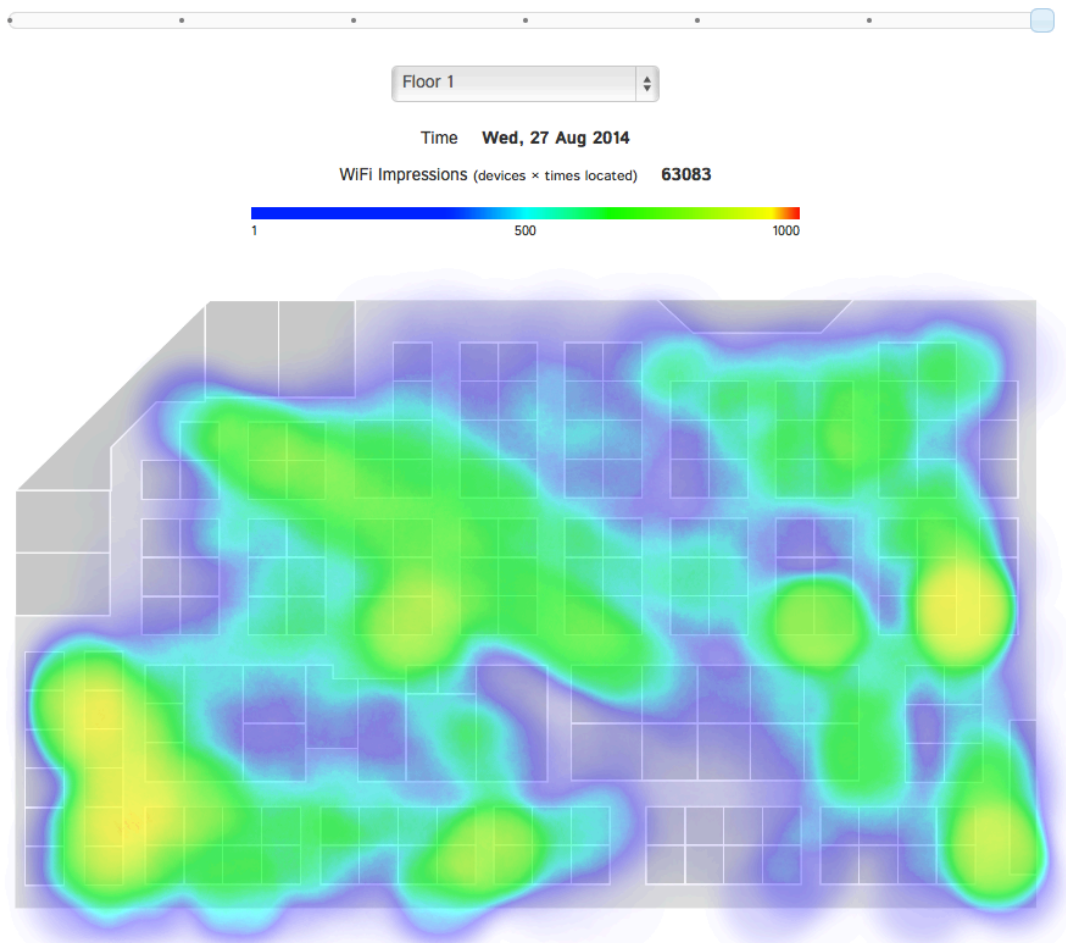 Floor 1
Time Wed, 27 Aug 2014
WiFi Impressions (devices × times located) 63083
1 500 1000